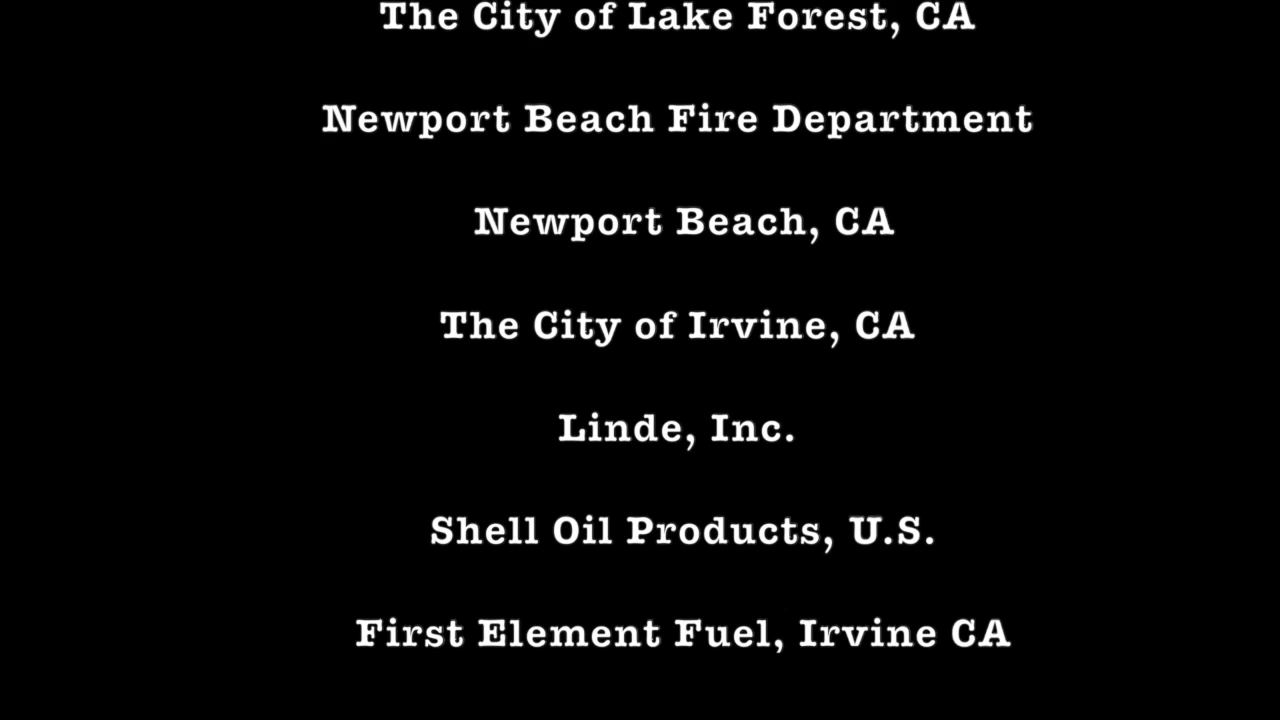 The City of Lake Forest, CA
Newport Beach Fire Department
Newport Beach, CA
The City of Irvine, CA
Linde, Inc.
Shell Oil Products, U.S.
First Element Fuel, Irvine CA